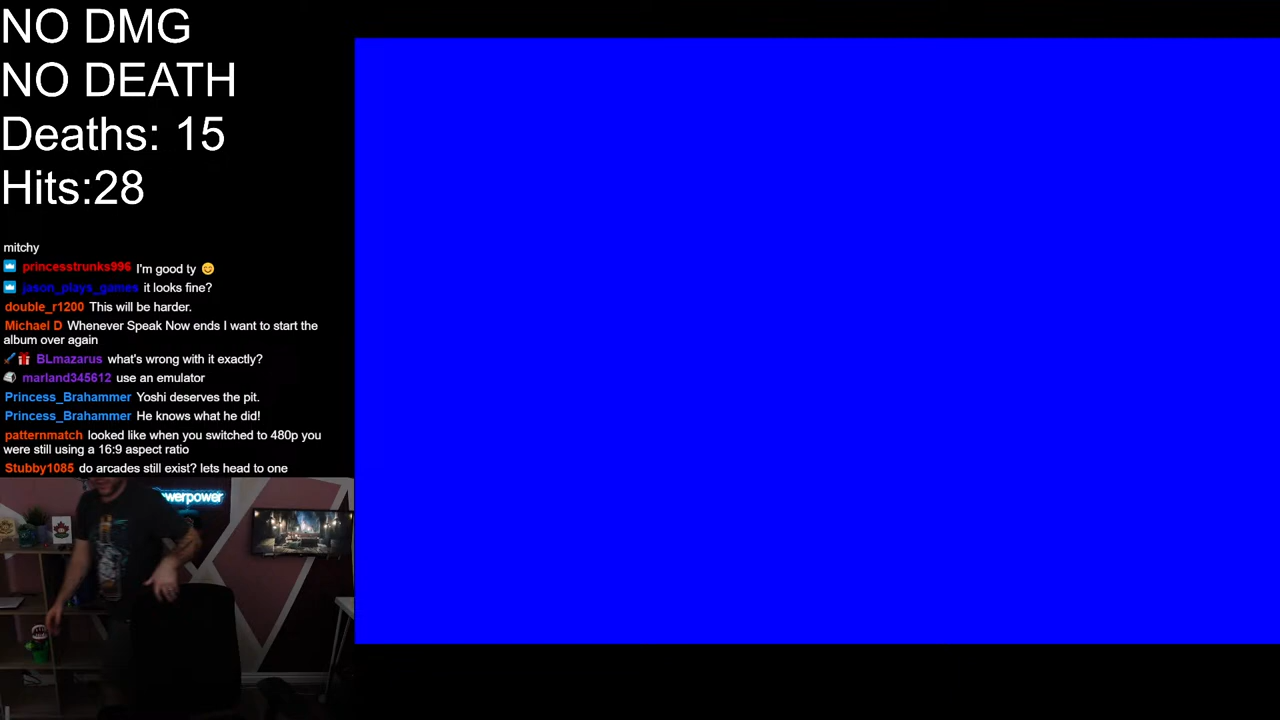 NO DMG
NO DEATH
Deaths: 15
Hits:28
mitchy
princesstrunks996 I'm good ty
jason_plays_games it looks fine?
double_r1200 This will be harder.
Michael D Whenever Speak Now ends I want to start the
album over again
BLmazarus what's wrong with it exactly?
marland345612 use an emulator
Princess_Brahammer Yoshi deserves the pit.
Princess_Brahammer He knows what he did!
patternmatch looked like when you switched to 480p you
were still using a 16:9 aspect ratio
Stubby1085 do arcades still exist? lets head to one
werpower